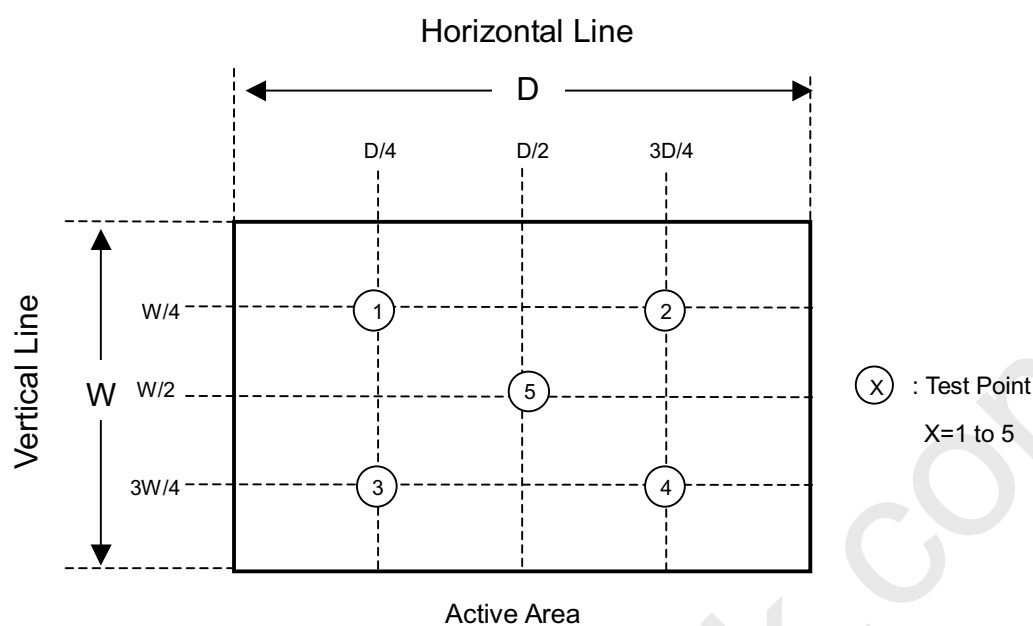 Horizontal Line
D
D/4 D/2 3D/4
Vertical Line
W
W/4
W/2
3W/4
1 2
5
3 4
X : Test Point
X=1 to 5
Active Area
k.com